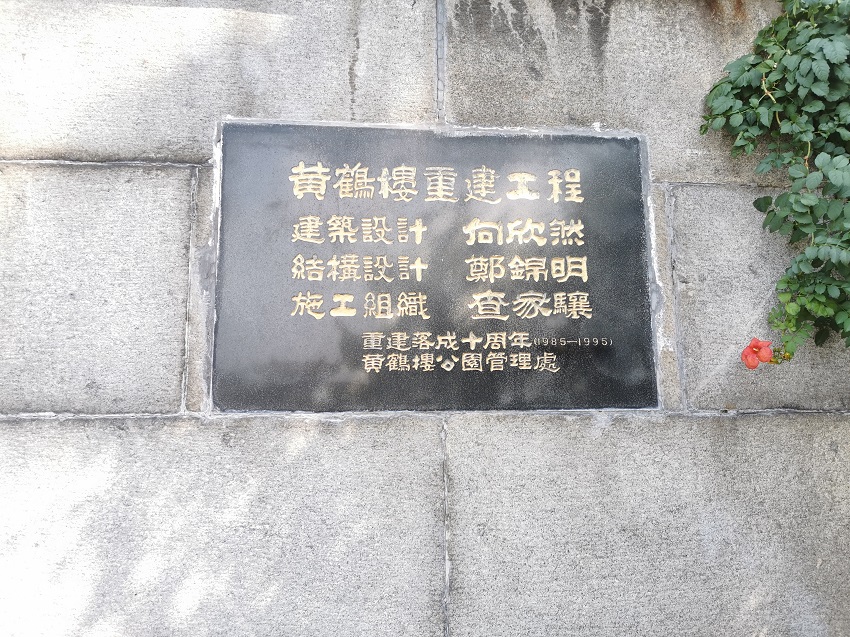 黃鶴樓重建工程
建築設計 向欣然
結構設計 鄭錦明
施工組織 查家驤
重建落成十周年(1985—1995)
黃鶴樓公園管理處